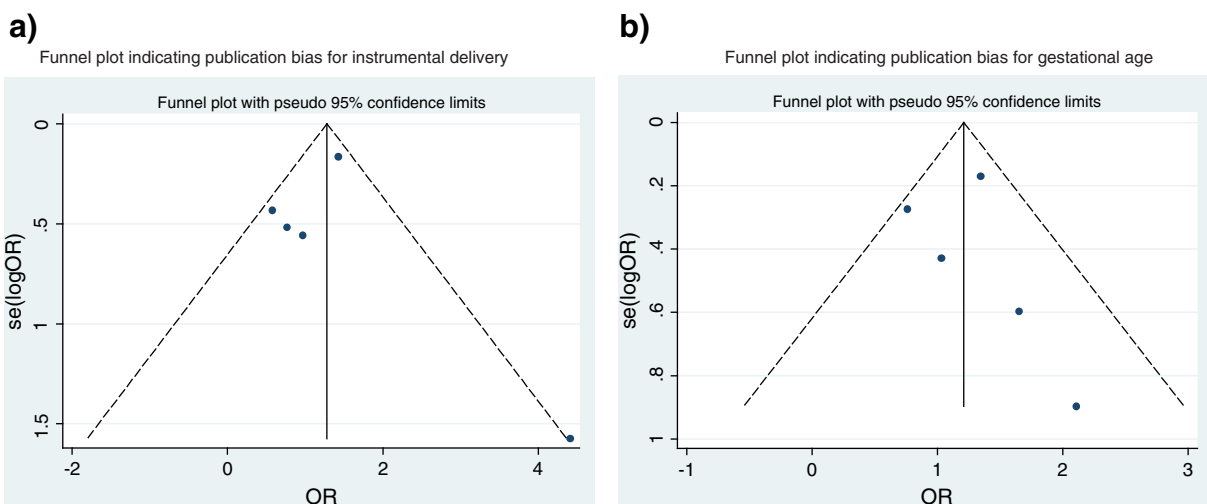 a)
Funnel plot indicating publication bias for instrumental delivery
Funnel plot with pseudo 95% confidence limits
0
.5
1
1.5
se(logOR)
-2
0
2
4
OR
b)
Funnel plot indicating publication bias for gestational age
Funnel plot with pseudo 95% confidence limits
0
.2
.4
.6
.8
1
se(logOR)
-1
0
1
2
3
OR